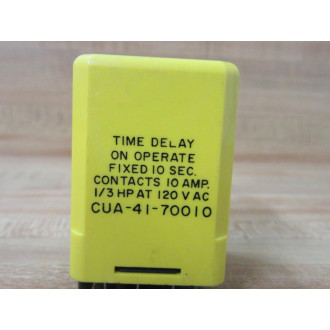 TIME DELAY
ON OPERATE
FIXED 10 SEC.
CONTACTS 10 AMP.
1/3 HP AT 120 V AC
CUA-41-70010